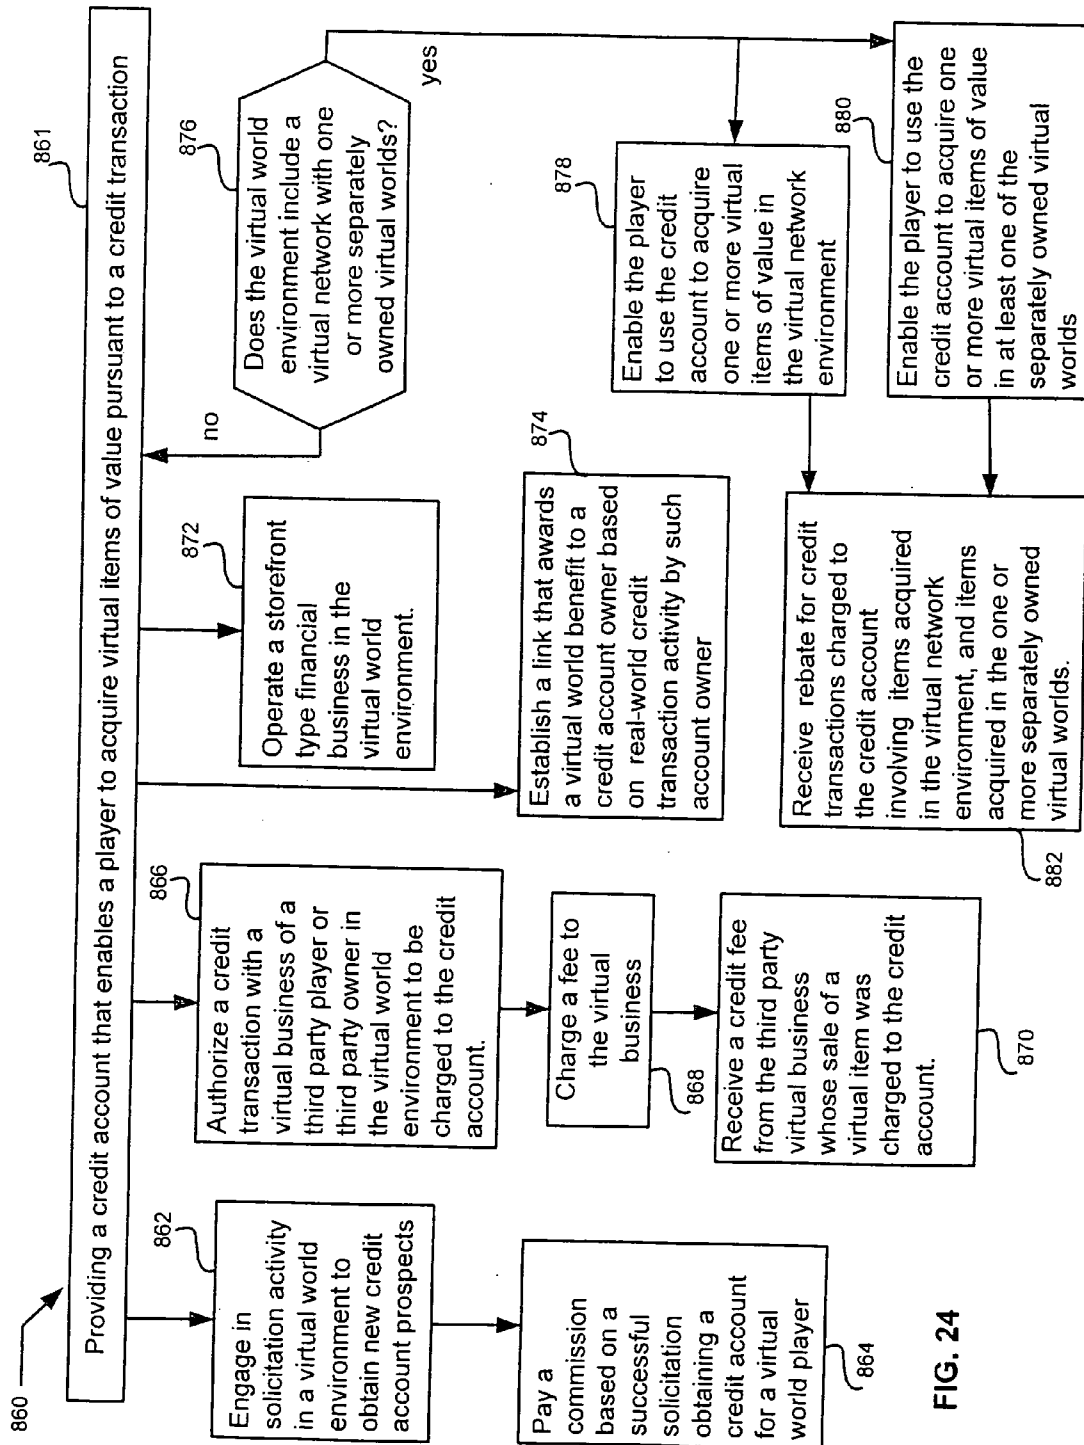 860
861
Providing a credit account that enables a player to acquire virtual items of value pursuant to a credit transaction
862
Engage in
solicitation activity
in a virtual world
environment to
obtain new credit
account prospects
Pay a
commission
based on a
successful
solicitation
obtaining a
credit account
for a virtual
world player
864
866
Authorize a credit
transaction with a
virtual business of a
third party player or
third party owner in
the virtual world
environment to be
charged to the credit
account.
Charge a fee to
the virtual
business
868
Receive a credit fee
from the third party
virtual business
whose sale of a
virtual item was
charged to the credit
account.
870
872
Operate a storefront
type financial
business in the
virtual world
environment.
874
Establish a link that awards
a virtual world benefit to a
credit account owner based
on real-world credit
transaction activity by such
account owner
876
Does the virtual world
environment include a
virtual network with one
or more separately
owned virtual worlds?
no
yes
878
Enable the player
to use the credit
account to acquire
one or more virtual
items of value in
the virtual network
environment
880
Enable the player to use the
credit account to acquire one
or more virtual items of value
in at least one of the
separately owned virtual
worlds
Receive rebate for credit
transactions charged to
the credit account
involving items acquired
in the virtual network
environment, and items
acquired in the one or
more separately owned
virtual worlds.
882
FIG. 24